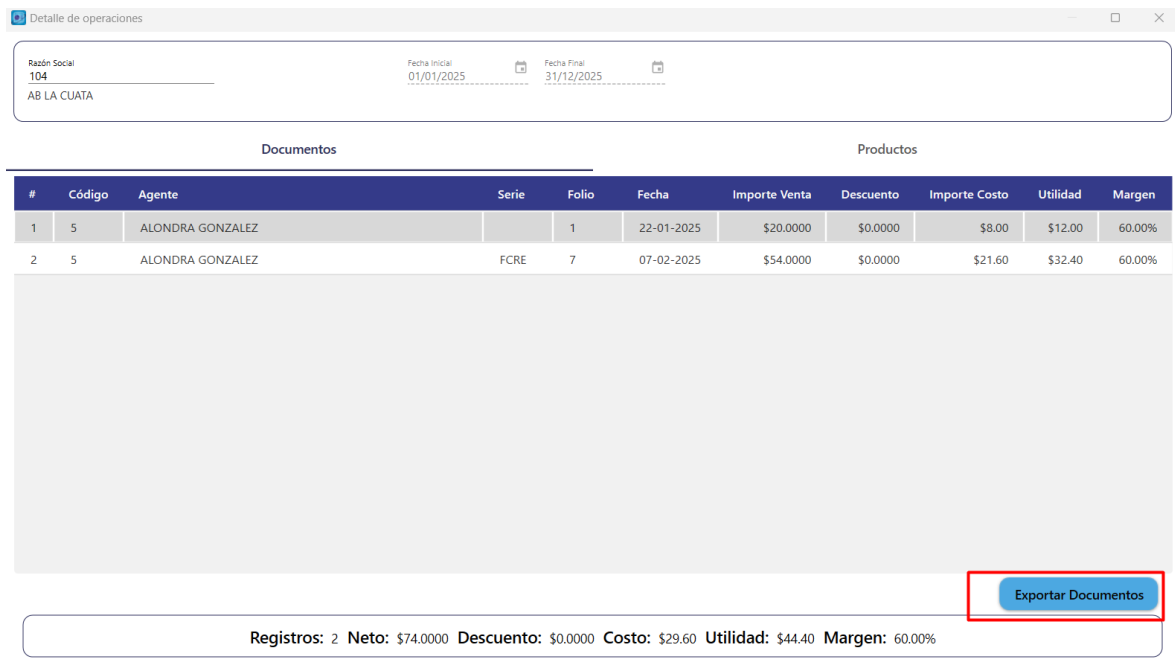 Detalle de operaciones
Razón Social
104
AB LA CUATA
Fecha Inicial
01/01/2025
Fecha Final
31/12/2025
Documentos Productos
# Código Agente Serie Folio Fecha Importe Venta Descuento Importe Costo Utilidad Margen
1 5 ALONDRA GONZALEZ 1 22-01-2025 $20.0000 $0.0000 $8.00 $12.00 60.00%
2 5 ALONDRA GONZALEZ FCRE 7 07-02-2025 $54.0000 $0.0000 $21.60 $32.40 60.00%
Exportar Documentos
Registros: 2 Neto: $74.0000 Descuento: $0.0000 Costo: $29.60 Utilidad: $44.40 Margen: 60.00%